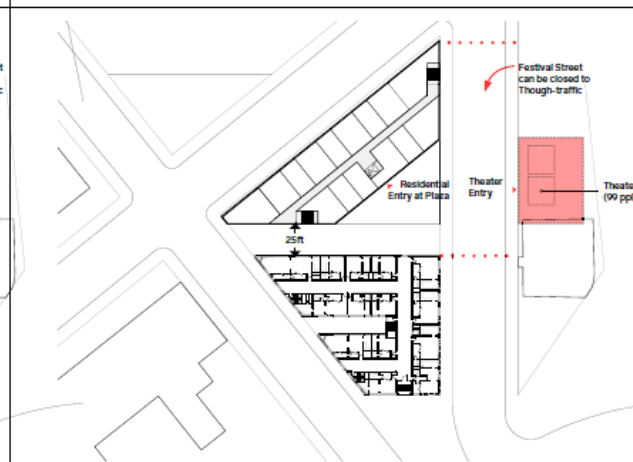 Festival Street
can be closed to
Though-traffic
Residential
Entry at Plaza
Theater
Entry
Theate
(99 ppl
25ft